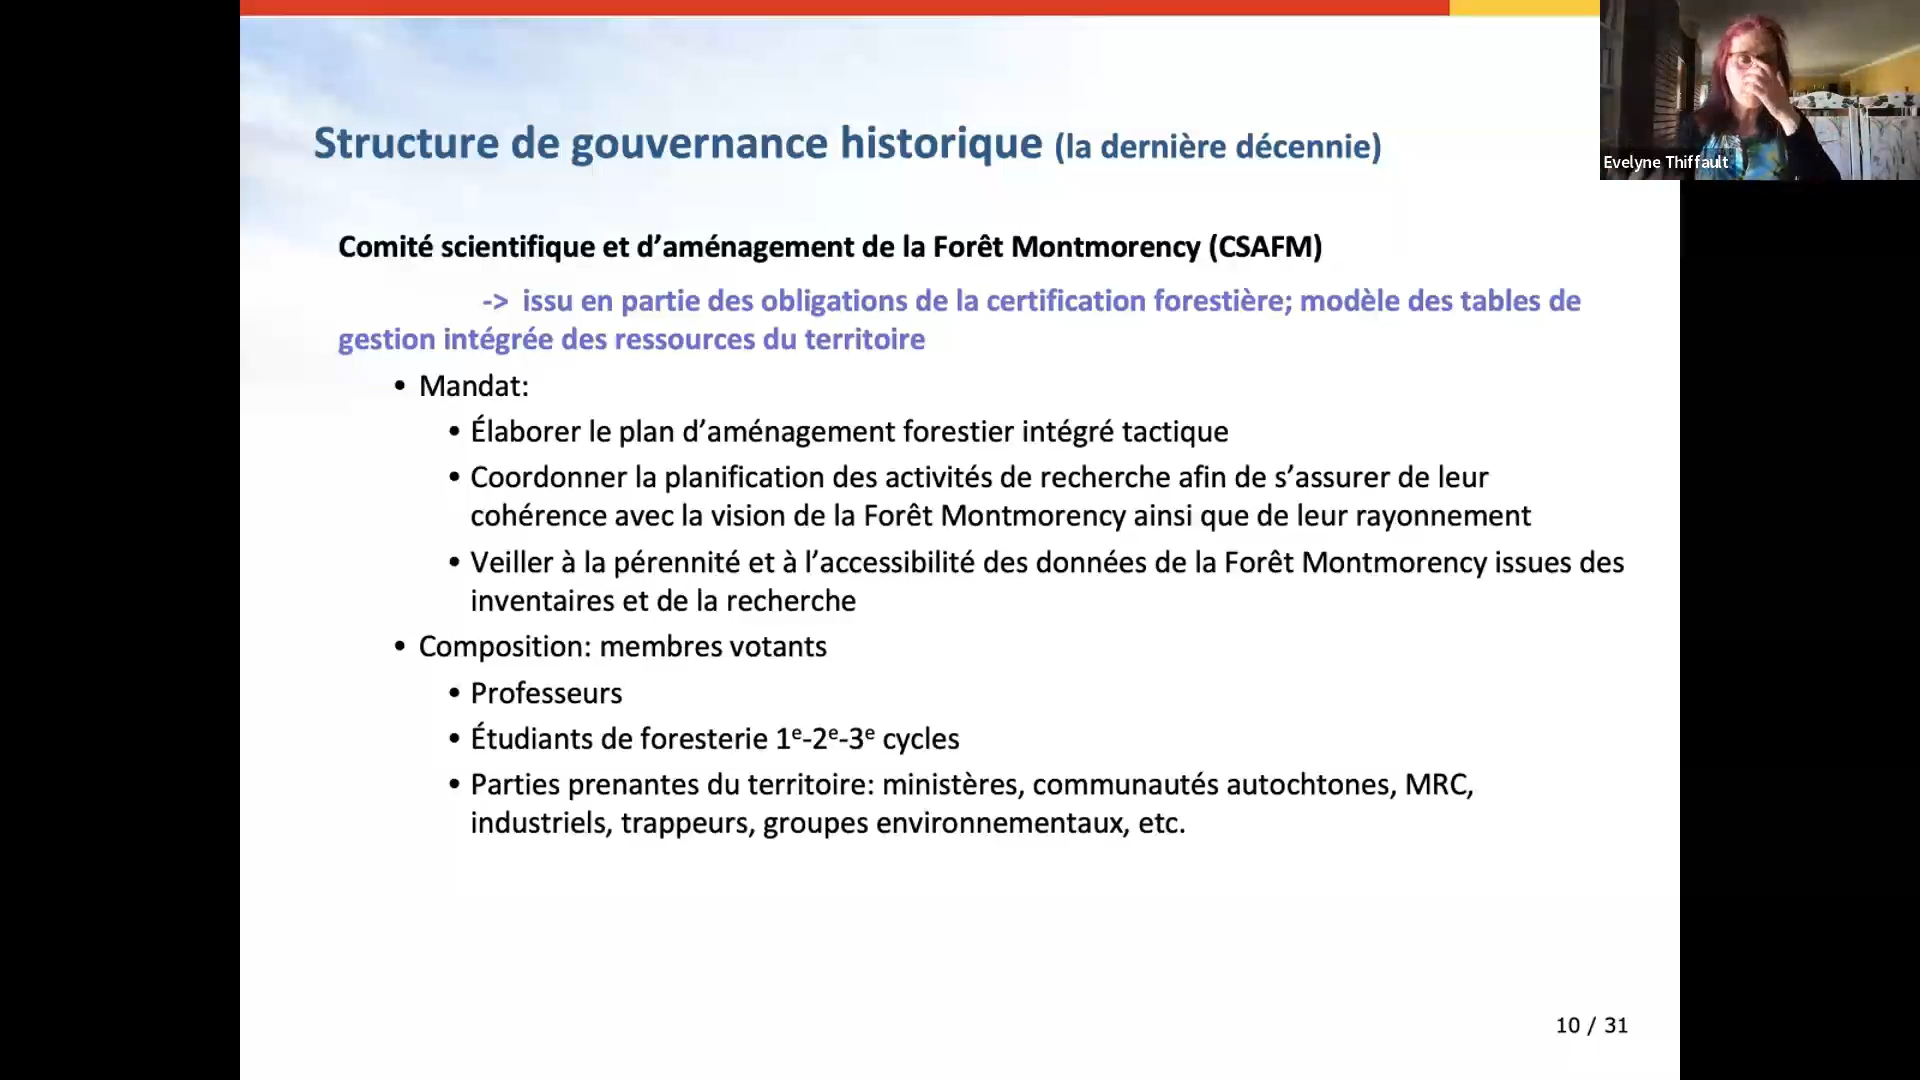 Structure de gouvernance historique (la dernière décennie)
Evelyne Thiffault
Comité scientifique et d’aménagement de la Forêt Montmorency (CSAFM)
-> issu en partie des obligations de la certification forestière; modèle des tables de
gestion intégrée des ressources du territoire
• Mandat:
• Élaborer le plan d’aménagement forestier intégré tactique
• Coordonner la planification des activités de recherche afin de s’assurer de leur
cohérence avec la vision de la Forêt Montmorency ainsi que de leur rayonnement
• Veiller à la pérennité et à l’accessibilité des données de la Forêt Montmorency issues des
inventaires et de la recherche
• Composition: membres votants
• Professeurs
• Étudiants de foresterie 1ᵉ-2ᵉ-3ᵉ cycles
• Parties prenantes du territoire: ministères, communautés autochtones, MRC,
industriels, trappeurs, groupes environnementaux, etc.
10 / 31